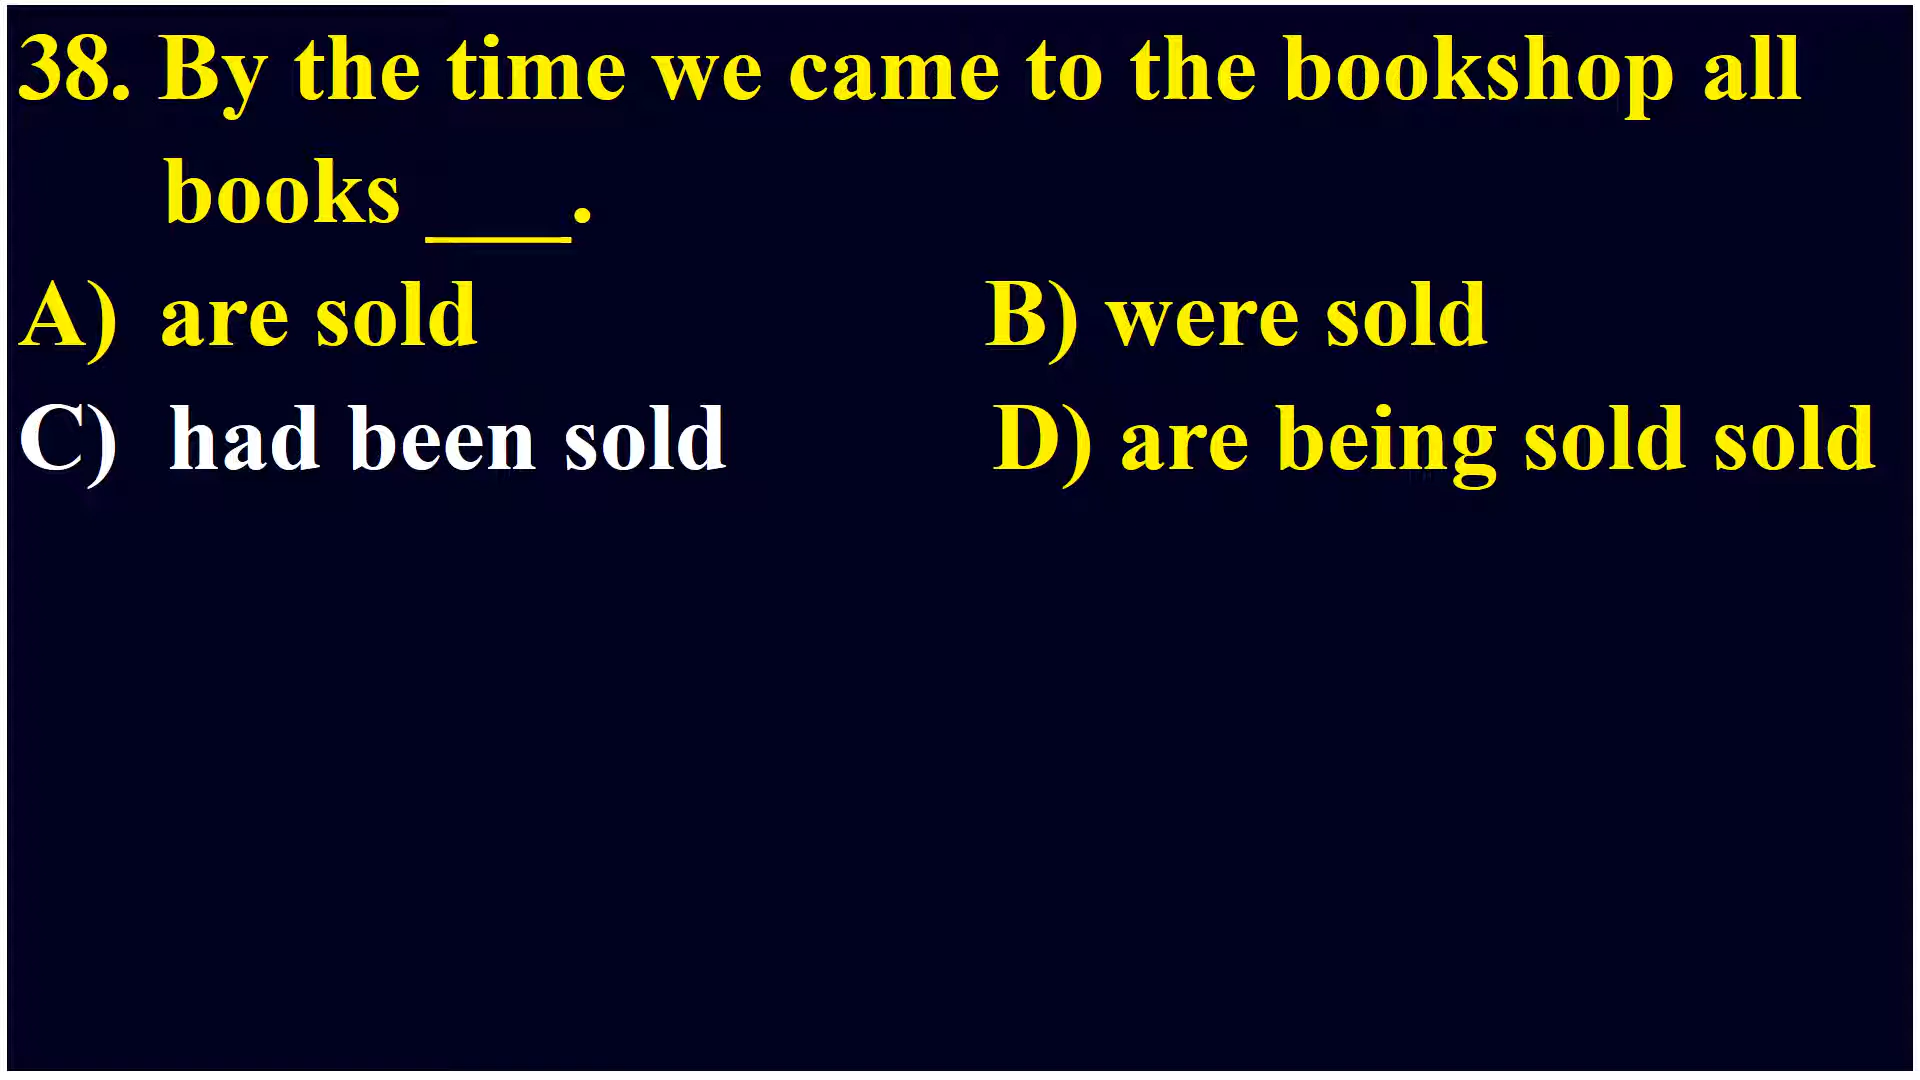 38. By the time we came to the bookshop all
books ___.
A) are sold B) were sold
C) had been sold D) are being sold sold